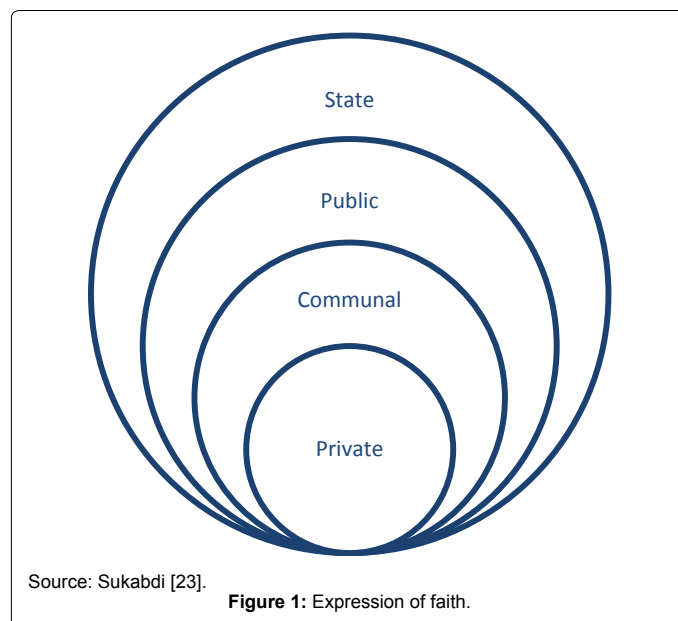 State
Public
Communal
Private
Source: Sukabdi [23].
Figure 1: Expression of faith.